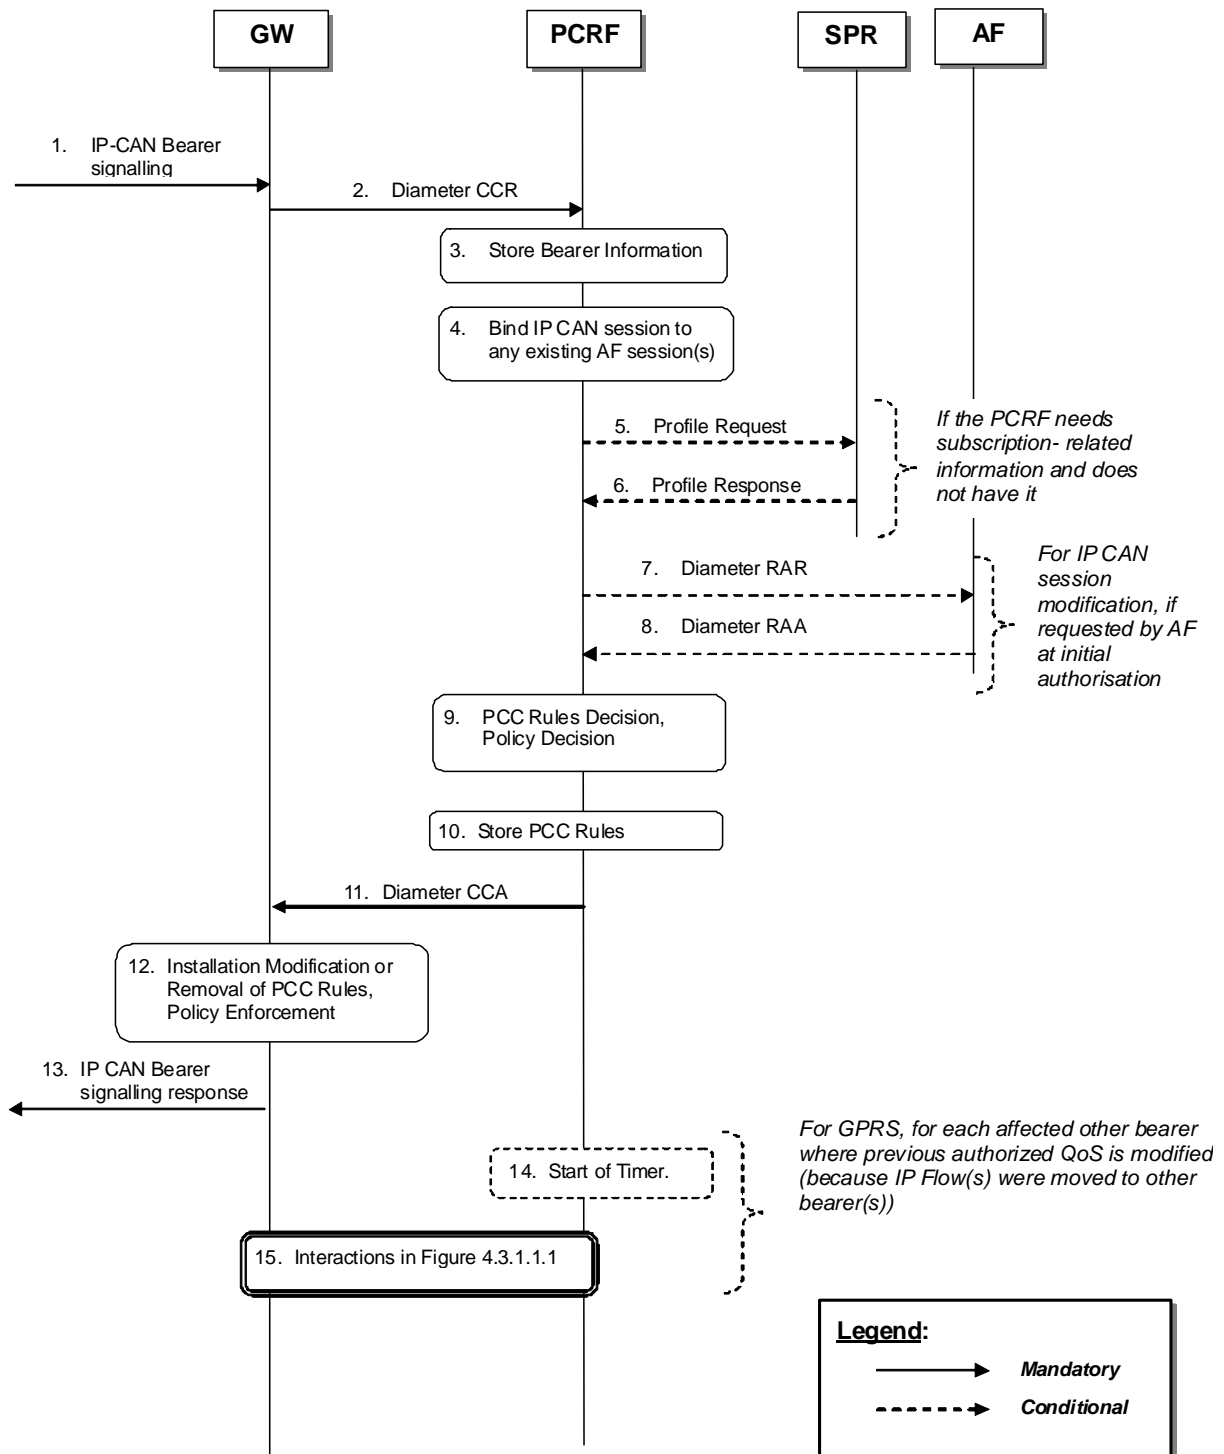 GW
PCRF
SPR
AF
1. IP-CAN Bearer
signalling
2. Diameter CCR
3. Store Bearer Information
4. Bind IP CAN session to
any existing AF session(s)
5. Profile Request
6. Profile Response
If the PCRF needs
subscription- related
information and does
not have it
7. Diameter RAR
8. Diameter RAA
For IP CAN
session
modification, if
requested by AF
at initial
authorisation
9. PCC Rules Decision,
Policy Decision
10. Store PCC Rules
11. Diameter CCA
12. Installation Modification or
Removal of PCC Rules,
Policy Enforcement
13. IP CAN Bearer
signalling response
14. Start of Timer.
For GPRS, for each affected other bearer
where previous authorized QoS is modified
(because IP Flow(s) were moved to other
bearer(s))
15. Interactions in Figure 4.3.1.1.1
Legend:
Mandatory
Conditional